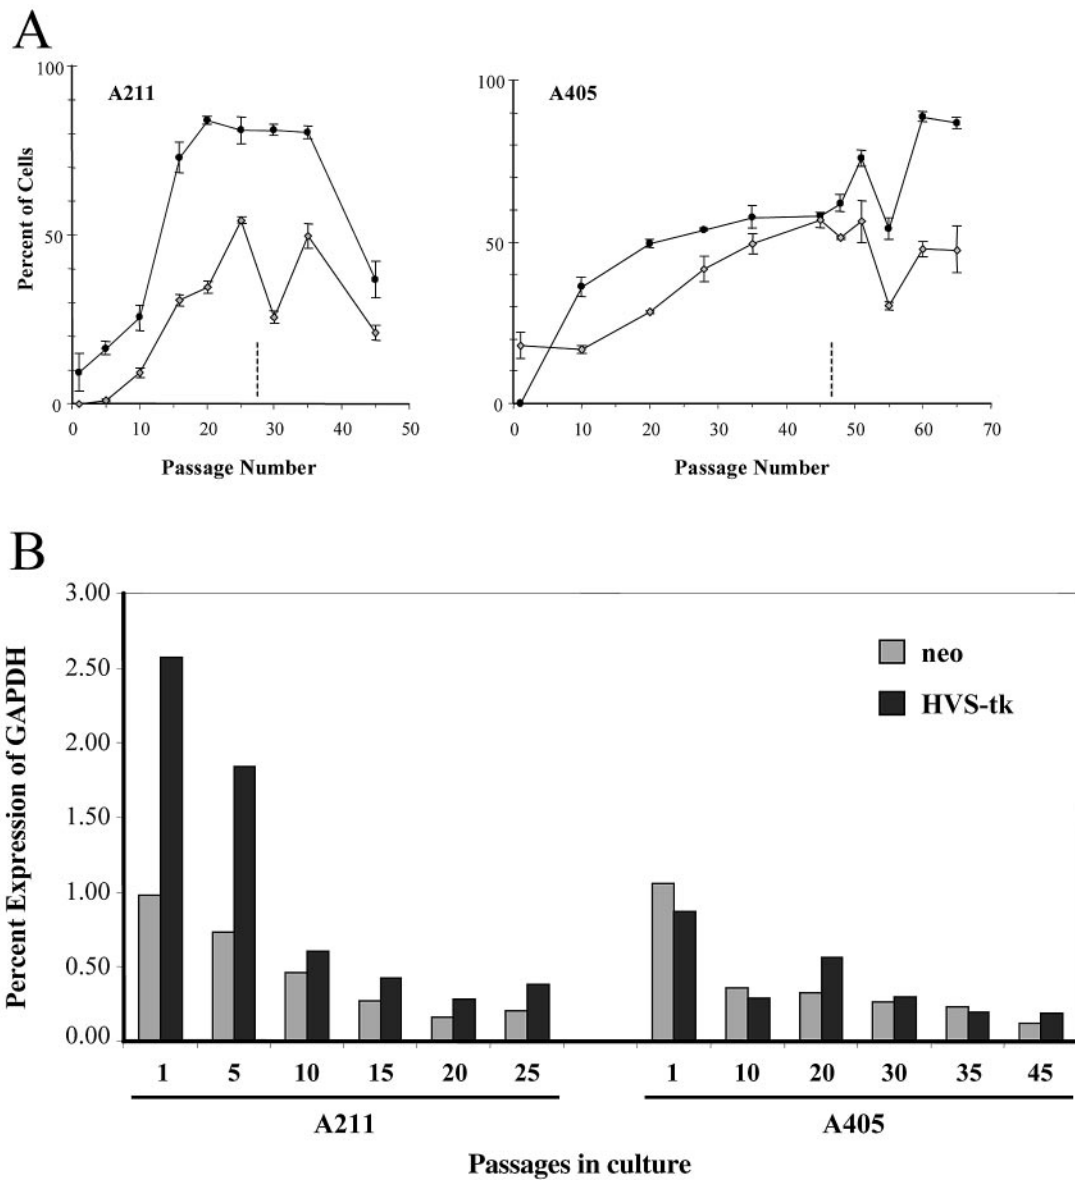 A
A211
A405
100
50
0
Percent of Cells
0 10 20 30 40 50
Passage Number
100
50
0
0 10 20 30 40 50 60 70
Passage Number
B
3.00
2.50
2.00
1.50
1.00
0.50
0.00
Percent Expression of GAPDH
neo
HVS-tk
1 5 10 15 20 25
1 10 20 30 35 45
A211
A405
Passages in culture